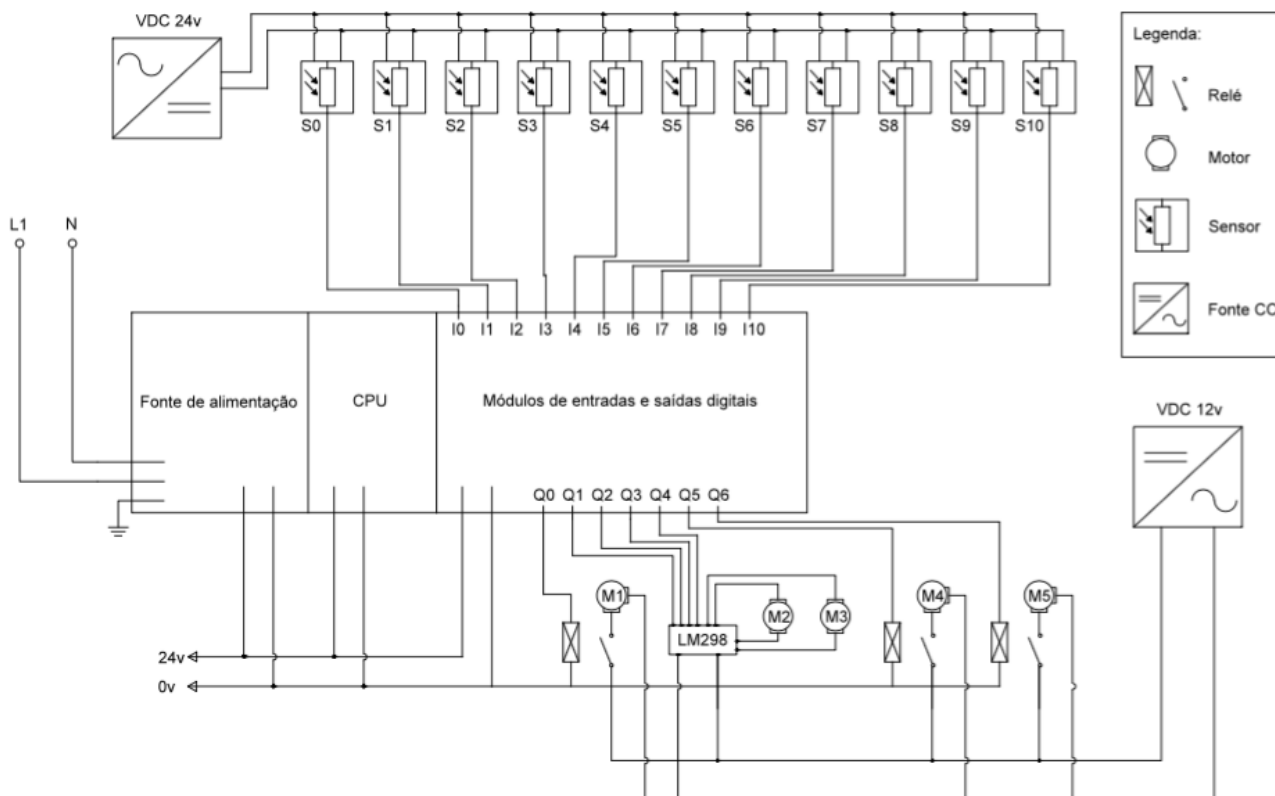 VDC 24v
Legenda:
S0 S1 S2 S3 S4 S5 S6 S7 S8 S9 S10
Relé
Motor
Sensor
Fonte CC
L1 N
I0 I1 I2 I3 I4 I5 I6 I7 I8 I9 I10
Fonte de alimentação
CPU
Módulos de entradas e saídas digitais
VDC 12v
Q0 Q1 Q2 Q3 Q4 Q5 Q6
M1 M2 M3 M4 M5
LM298
24v
0v